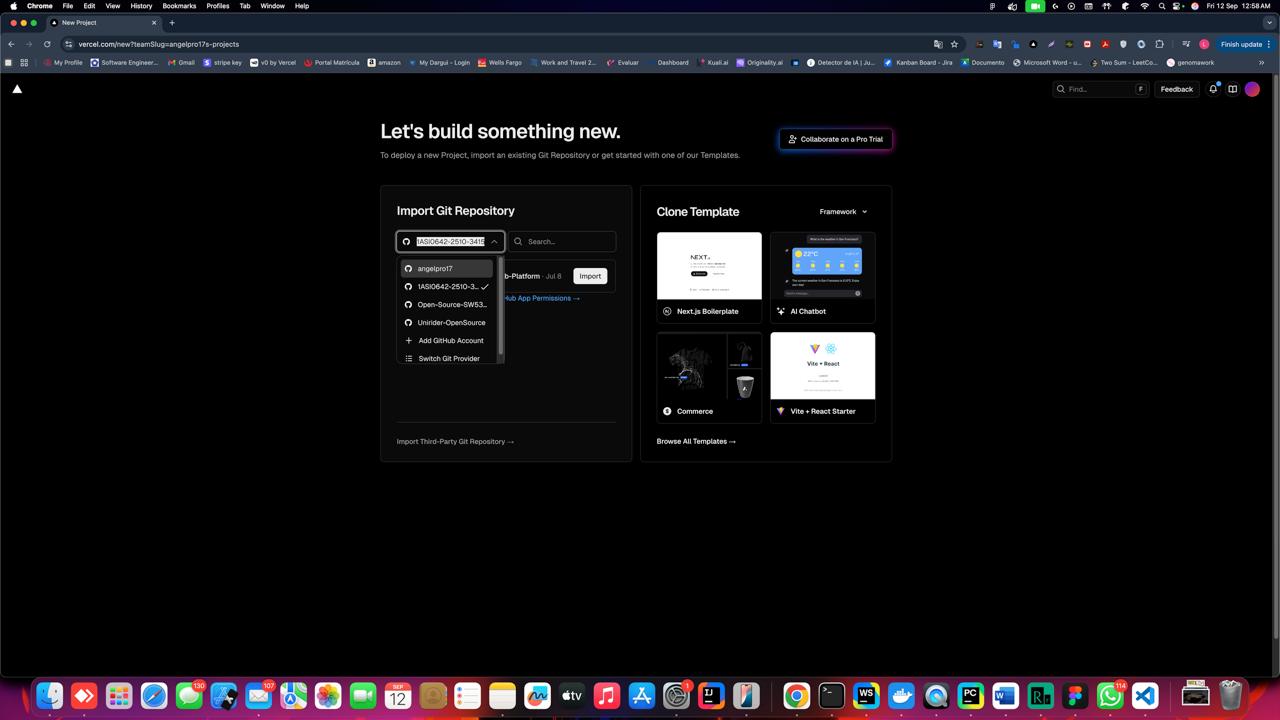 Chrome File Edit View History Bookmarks Profiles Tab Window Help
Fri 12 Sep 12:58 AM
New Project
vercel.com/new?teamSlug=angelpro17s-projects
Finish update
My Profile Software Engineer... Gmail stripe key v0 by Vercel Portal Matrícula amazon My Dargui - Login Wells Fargo Work and Travel 2... Evaluar Dashboard Kuali.ai Originality.ai Detector de IA | Ju... Kanban Board - Jira Documento Microsoft Word - u... Two Sum - LeetCo... genomawork
Find... F
Feedback
Let's build something new.
To deploy a new Project, import an existing Git Repository or get started with one of our Templates.
Collaborate on a Pro Trial
Import Git Repository
1ASI0642-2510-3415
Search...
angelpro17
1ASI0642-2510-3...
Open-Source-SW53...
Unirider-OpenSource
Add GitHub Account
Switch Git Provider
b-Platform · Jul 8
Import
Hub App Permissions →
Import Third-Party Git Repository →
Clone Template
Framework
NEXT.js
Next.js Boilerplate
22°C
AI Chatbot
Commerce
Vite + React
Vite + React Starter
Browse All Templates →
130
107
SEP
12
tv
1
114